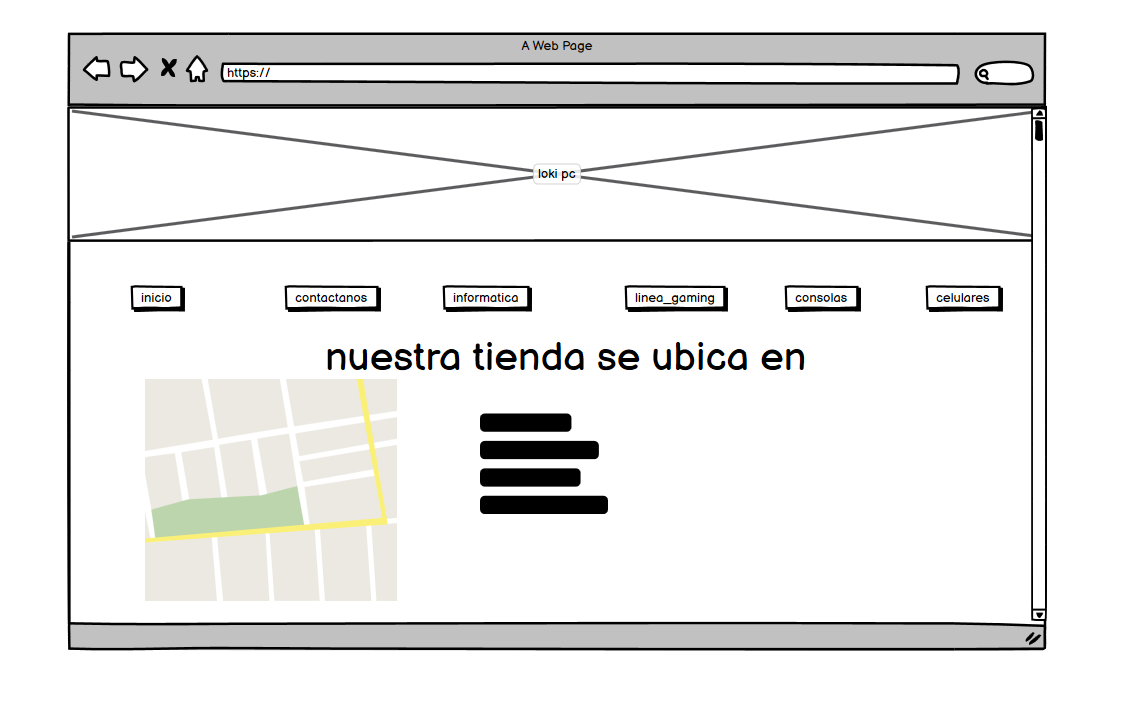 A Web Page
https://
loki pc
inicio
contactanos
informatica
linea_gaming
consolas
celulares
nuestra tienda se ubica en